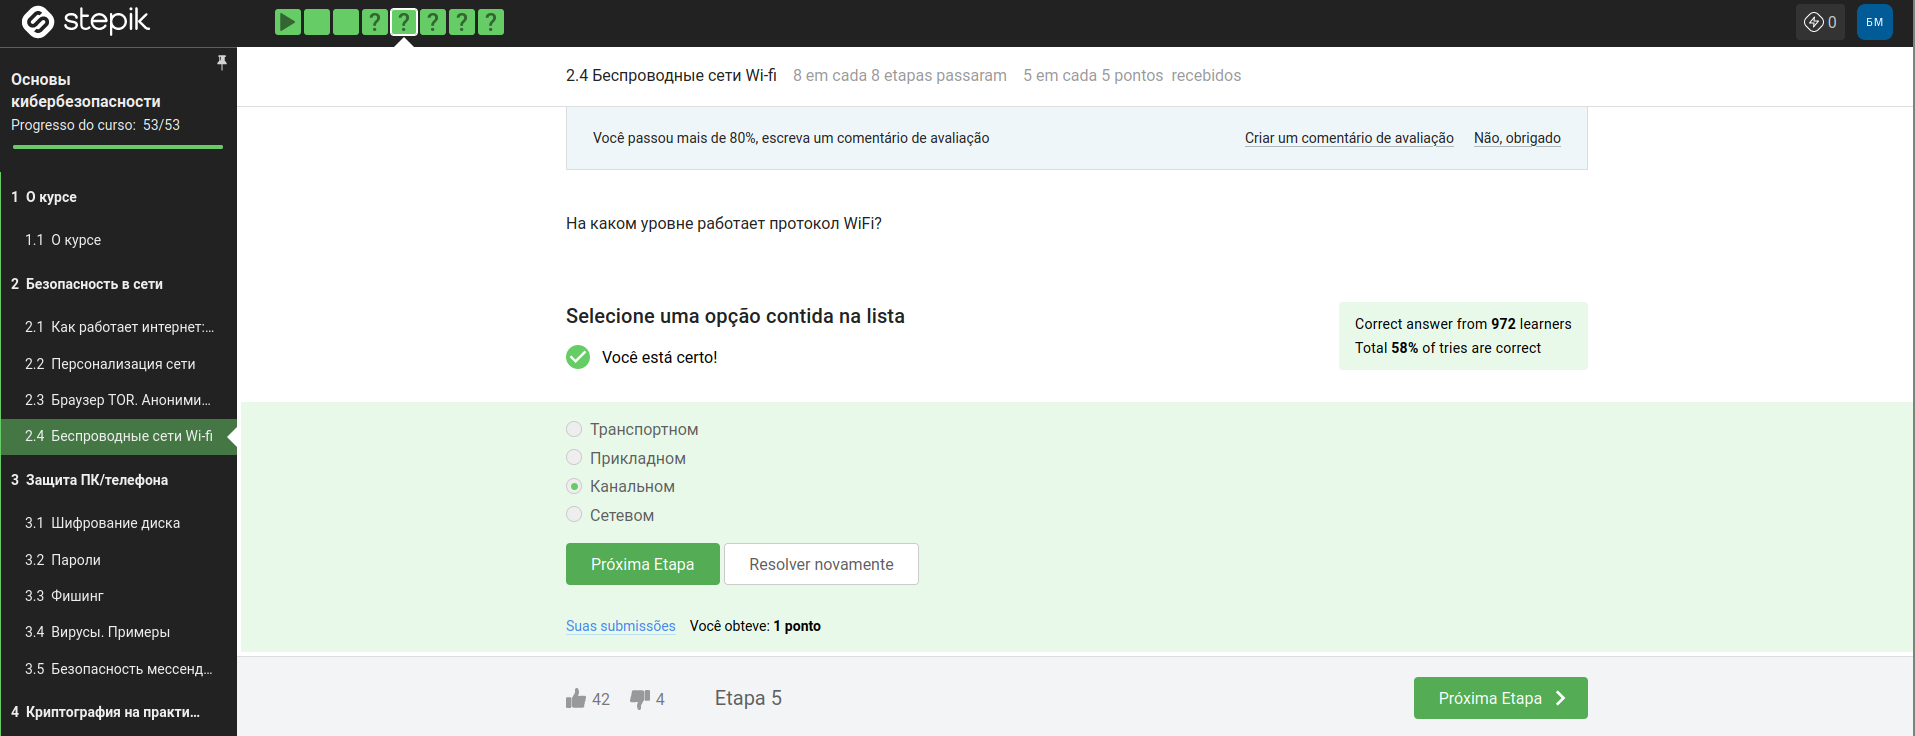 stepik
? ? ? ? ?
0
БМ
Основы
кибербезопасности
Progresso do curso: 53/53
1 О курсе
1.1 О курсе
2 Безопасность в сети
2.1 Как работает интернет:...
2.2 Персонализация сети
2.3 Браузер TOR. Аноними...
2.4 Беспроводные сети Wi-fi
3 Защита ПК/телефона
3.1 Шифрование диска
3.2 Пароли
3.3 Фишинг
3.4 Вирусы. Примеры
3.5 Безопасность мессенд...
4 Криптография на практи...
2.4 Беспроводные сети Wi-fi 8 em cada 8 etapas passaram 5 em cada 5 pontos recebidos
Você passou mais de 80%, escreva um comentário de avaliação Criar um comentário de avaliação Não, obrigado
На каком уровне работает протокол WiFi?
Selecione uma opção contida na lista
Você está certo!
Correct answer from 972 learners
Total 58% of tries are correct
Транспортном
Прикладном
Канальном
Сетевом
Próxima Etapa Resolver novamente
Suas submissões Você obteve: 1 ponto
42 4 Etapa 5 Próxima Etapa